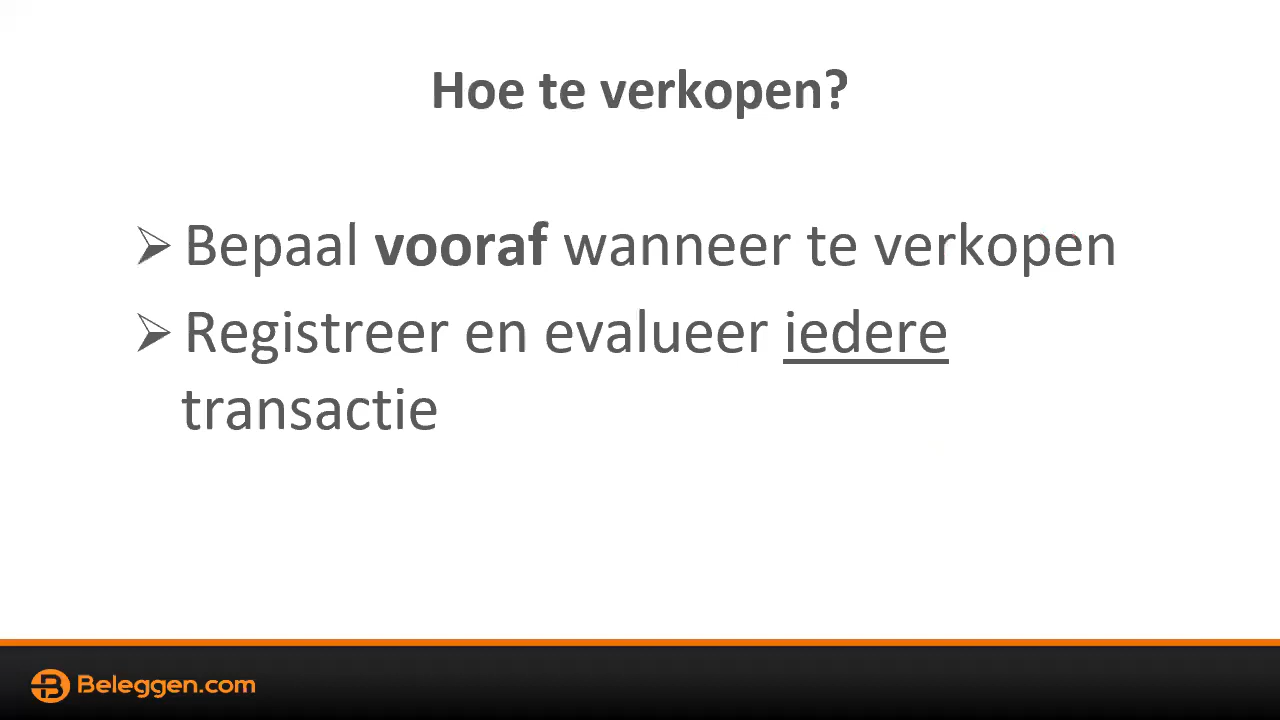 Hoe te verkopen?
Bepaal vooraf wanneer te verkopen
Registreer en evalueer iedere
transactie
Beleggen.com